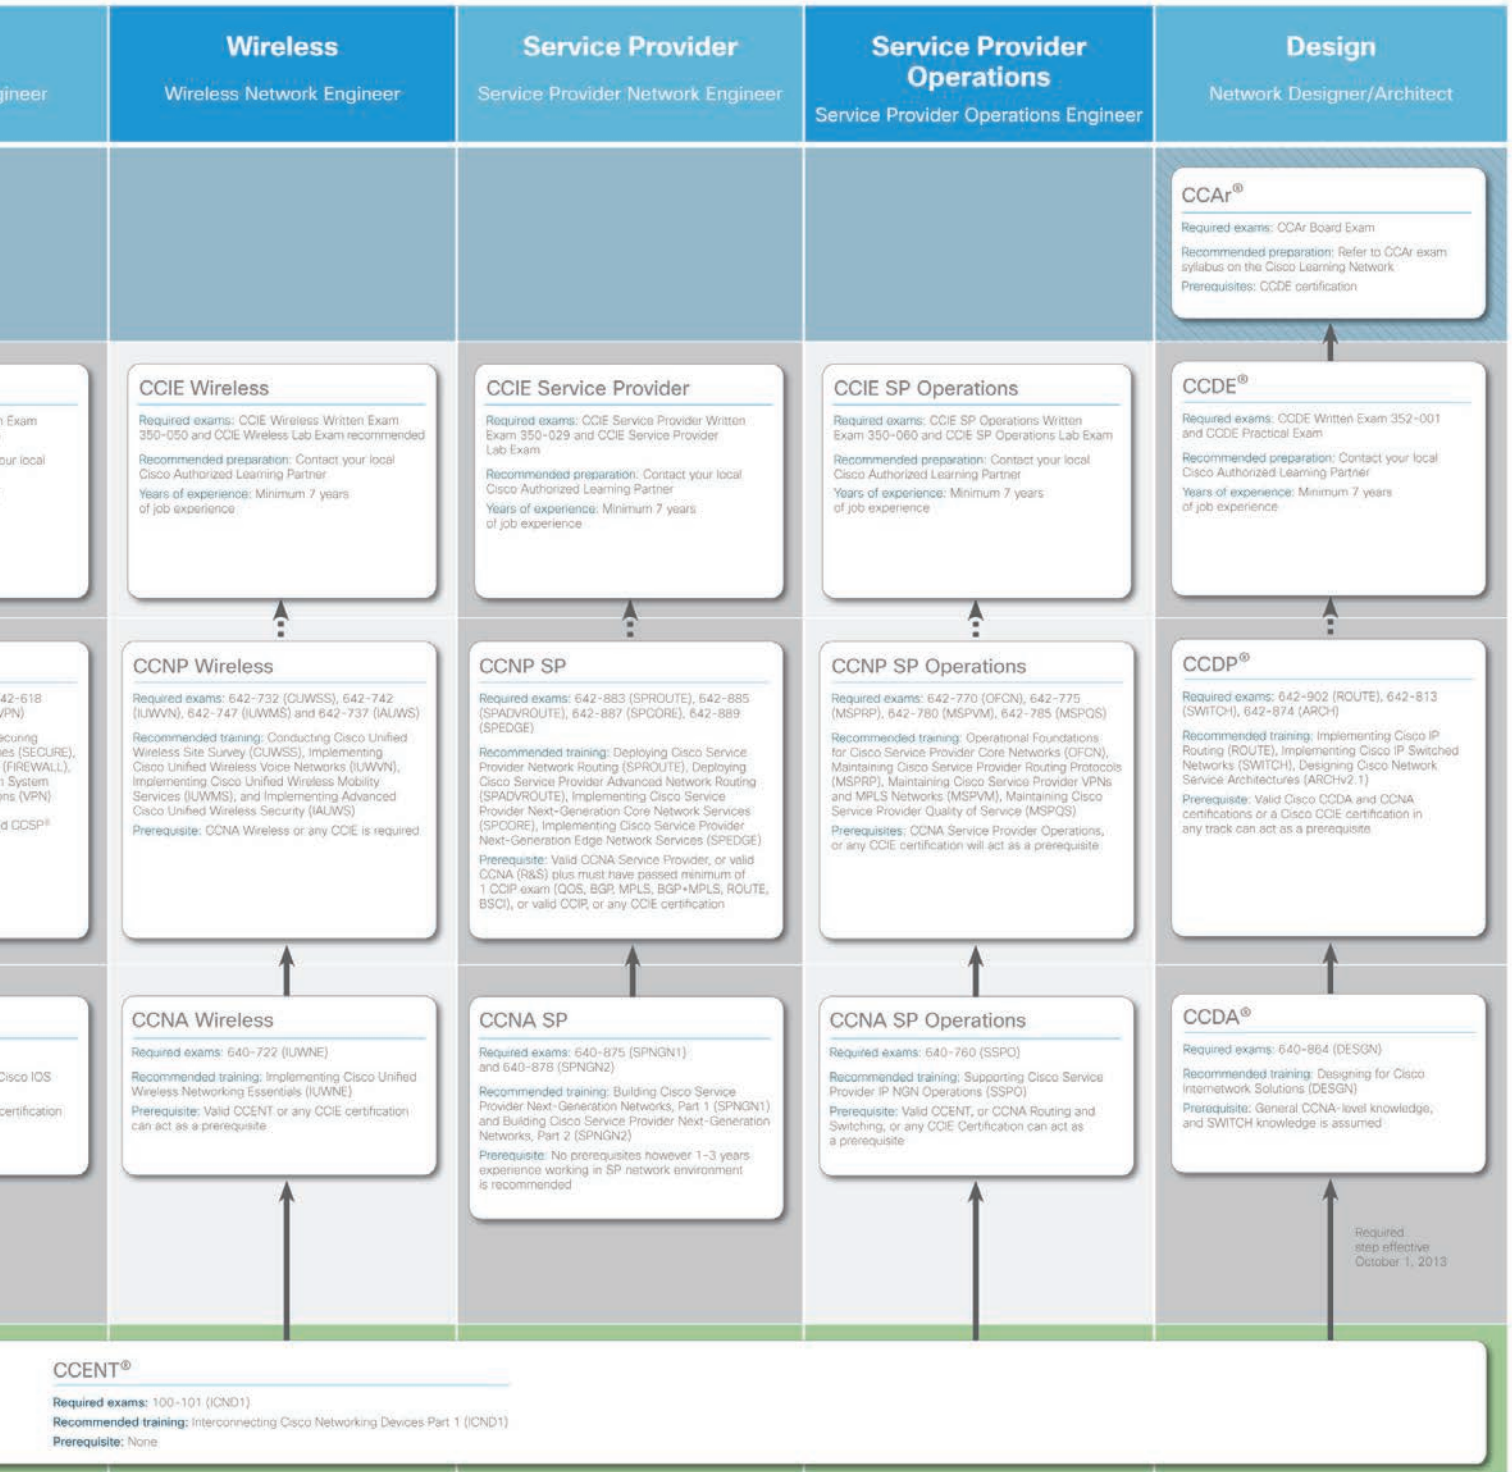 gineer
Wireless
Wireless Network Engineer
Service Provider
Service Provider Network Engineer
Service Provider
Operations
Service Provider Operations Engineer
Design
Network Designer/Architect
CCAr®
Required exams: CCAr Board Exam
Recommended preparation: Refer to CCAr exam
syllabus on the Cisco Learning Network
Prerequisites: CCDE certification
n Exam
our local
CCIE Wireless
Required exams: CCIE Wireless Written Exam
350-050 and CCIE Wireless Lab Exam recommended
Recommended preparation: Contact your local
Cisco Authorized Learning Partner
Years of experience: Minimum 7 years
of job experience
CCIE Service Provider
Required exams: CCIE Service Provider Written
Exam 350-029 and CCIE Service Provider
Lab Exam
Recommended preparation: Contact your local
Cisco Authorized Learning Partner
Years of experience: Minimum 7 years
of job experience
CCIE SP Operations
Required exams: CCIE SP Operations Written
Exam 350-060 and CCIE SP Operations Lab Exam
Recommended preparation: Contact your local
Cisco Authorized Learning Partner
Years of experience: Minimum 7 years
of job experience
CCDE®
Required exams: CCDE Written Exam 352-001
and CCDE Practical Exam
Recommended preparation: Contact your local
Cisco Authorized Learning Partner
Years of experience: Minimum 7 years
of job experience
42-618
VPN)
ecuring
es (SECURE),
(FIREWALL),
n System
ons (VPN)
d CCSP®
CCNP Wireless
Required exams: 642-732 (CUWSS), 642-742
(IUWVN), 642-747 (IUWMS) and 642-737 (IAUWS)
Recommended training: Conducting Cisco Unified
Wireless Site Survey (CUWSS), Implementing
Cisco Unified Wireless Voice Networks (IUWVN),
Implementing Cisco Unified Wireless Mobility
Services (IUWMS), and Implementing Advanced
Cisco Unified Wireless Security (IAUWS)
Prerequisite: CCNA Wireless or any CCIE is required
CCNP SP
Required exams: 642-883 (SPROUTE), 642-885
(SPADVROUTE), 642-887 (SPCORE), 642-889
(SPEDGE)
Recommended training: Deploying Cisco Service
Provider Network Routing (SPROUTE), Deploying
Cisco Service Provider Advanced Network Routing
(SPADVROUTE), Implementing Cisco Service
Provider Next-Generation Core Network Services
(SPCORE), Implementing Cisco Service Provider
Next-Generation Edge Network Services (SPEDGE)
Prerequisite: Valid CCNA Service Provider, or valid
CCNA (R&S) plus must have passed minimum of
1 CCIP exam (QOS, BGP, MPLS, BGP+MPLS, ROUTE,
BSCI), or valid CCIP, or any CCIE certification
CCNP SP Operations
Required exams: 642-770 (OFCN), 642-775
(MSPRP), 642-780 (MSPVM), 642-785 (MSPQS)
Recommended training: Operational Foundations
for Cisco Service Provider Core Networks (OFCN),
Maintaining Cisco Service Provider Routing Protocols
(MSPRP), Maintaining Cisco Service Provider VPNs
and MPLS Networks (MSPVM), Maintaining Cisco
Service Provider Quality of Service (MSPQS)
Prerequisites: CCNA Service Provider Operations,
or any CCIE certification will act as a prerequisite
CCDP®
Required exams: 642-902 (ROUTE), 642-813
(SWITCH), 642-874 (ARCH)
Recommended training: Implementing Cisco IP
Routing (ROUTE), Implementing Cisco IP Switched
Networks (SWITCH), Designing Cisco Network
Service Architectures (ARCHv2.1)
Prerequisite: Valid Cisco CCDA and CCNA
certifications or a Cisco CCIE certification in
any track can act as a prerequisite
Cisco IOS
certification
CCNA Wireless
Required exams: 640-722 (IUWNE)
Recommended training: Implementing Cisco Unified
Wireless Networking Essentials (IUWNE)
Prerequisite: Valid CCENT or any CCIE certification
can act as a prerequisite
CCNA SP
Required exams: 640-875 (SPNGN1)
and 640-878 (SPNGN2)
Recommended training: Building Cisco Service
Provider Next-Generation Networks, Part 1 (SPNGN1)
and Building Cisco Service Provider Next-Generation
Networks, Part 2 (SPNGN2)
Prerequisite: No prerequisites however 1-3 years
experience working in SP network environment
is recommended
CCNA SP Operations
Required exams: 640-760 (SSPO)
Recommended training: Supporting Cisco Service
Provider IP NGN Operations (SSPO)
Prerequisite: Valid CCENT, or CCNA Routing and
Switching, or any CCIE Certification can act as
a prerequisite
CCDA®
Required exams: 640-864 (DESGN)
Recommended training: Designing for Cisco
Internetwork Solutions (DESGN)
Prerequisite: General CCNA-level knowledge,
and SWITCH knowledge is assumed
Required
step effective
October 1, 2013
CCENT®
Required exams: 100-101 (ICND1)
Recommended training: Interconnecting Cisco Networking Devices Part 1 (ICND1)
Prerequisite: None